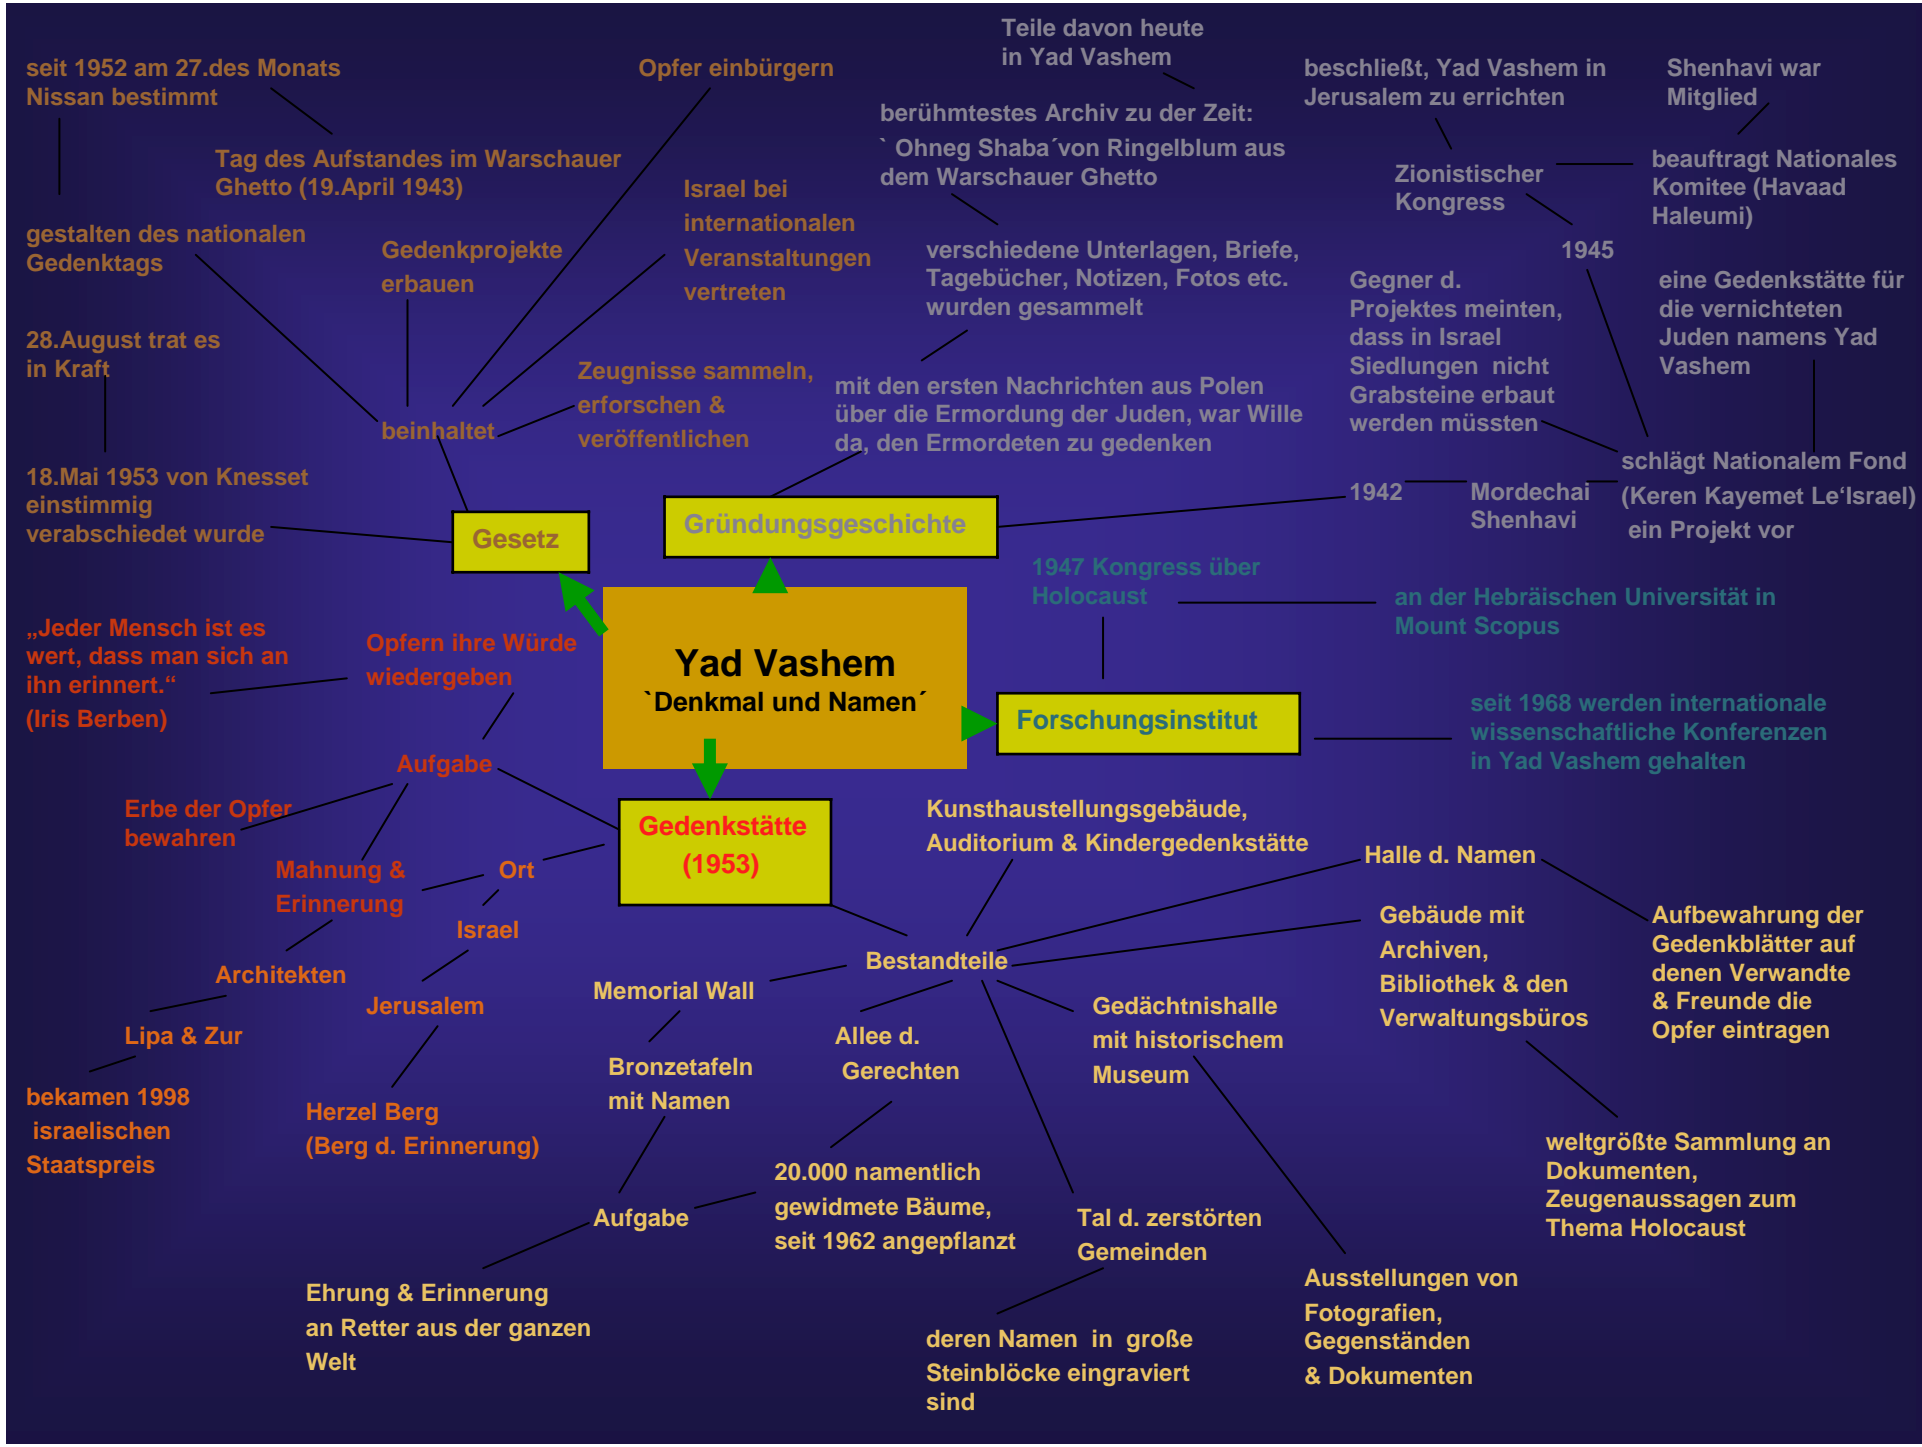 Teile davon heute
in Yad Vashem
seit 1952 am 27.des Monats
Nissan bestimmt
Opfer einbürgern
beschließt, Yad Vashem in
Jerusalem zu errichten
Shenhavi war
Mitglied
berühmtestes Archiv zu der Zeit:
` Ohneg Shaba´von Ringelblum aus
dem Warschauer Ghetto
Tag des Aufstandes im Warschauer
Ghetto (19.April 1943)
Israel bei
internationalen
Veranstaltungen
vertreten
Zionistischer
Kongress
beauftragt Nationales
Komitee (Havaad
Haleumi)
gestalten des nationalen
Gedenktags
Gedenkprojekte
erbauen
verschiedene Unterlagen, Briefe,
Tagebücher, Notizen, Fotos etc.
wurden gesammelt
1945
Gegner d.
Projektes meinten,
dass in Israel
Siedlungen  nicht
Grabsteine erbaut
werden müssten
eine Gedenkstätte für
die vernichteten
Juden namens Yad
Vashem
28.August trat es
in Kraft
Zeugnisse sammeln,
erforschen &
veröffentlichen
mit den ersten Nachrichten aus Polen
über die Ermordung der Juden, war Wille
da, den Ermordeten zu gedenken
beinhaltet
18.Mai 1953 von Knesset
einstimmig
verabschiedet wurde
schlägt Nationalem Fond
(Keren Kayemet Le‘Israel)
ein Projekt vor
1942
Mordechai
Shenhavi
Gründungsgeschichte
Gesetz
1947 Kongress über
Holocaust
an der Hebräischen Universität in
Mount Scopus
„Jeder Mensch ist es
wert, dass man sich an
ihn erinnert.“
(Iris Berben)
Opfern ihre Würde
wiedergeben
Yad Vashem
`Denkmal und Namen´
Forschungsinstitut
seit 1968 werden internationale
wissenschaftliche Konferenzen
in Yad Vashem gehalten
Aufgabe
Erbe der Opfer
bewahren
Gedenkstätte
(1953)
Kunsthaustellungsgebäude,
Auditorium & Kindergedenkstätte
Halle d. Namen
Mahnung &
Erinnerung
Ort
Israel
Gebäude mit
Archiven,
Bibliothek & den
Verwaltungsbüros
Aufbewahrung der
Gedenkblätter auf
denen Verwandte
& Freunde die
Opfer eintragen
Bestandteile
Architekten
Memorial Wall
Jerusalem
Gedächtnishalle
mit historischem
Museum
Lipa & Zur
Allee d.
Gerechten
Bronzetafeln
mit Namen
bekamen 1998
israelischen
Staatspreis
Herzel Berg
(Berg d. Erinnerung)
weltgrößte Sammlung an
Dokumenten,
Zeugenaussagen zum
Thema Holocaust
20.000 namentlich
gewidmete Bäume,
seit 1962 angepflanzt
Aufgabe
Tal d. zerstörten
Gemeinden
Ehrung & Erinnerung
an Retter aus der ganzen
Welt
Ausstellungen von
Fotografien,
Gegenständen
& Dokumenten
deren Namen  in  große
Steinblöcke eingraviert
sind